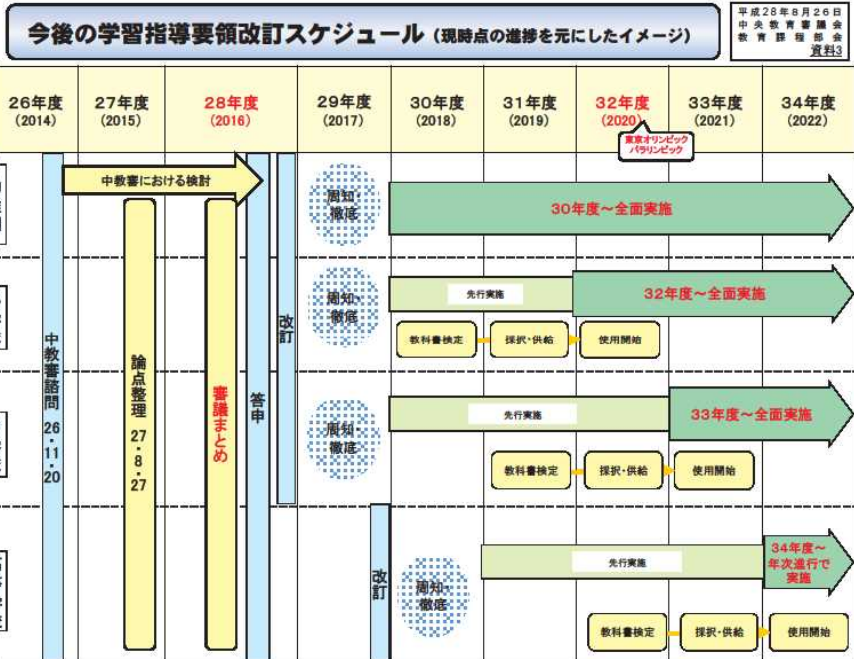 今後の学習指導要領改訂スケジュール（現時点の進捗を元にしたイメージ）
平成28年8月26日
中央教育審議会
教育課程部会
資料3
26年度
(2014)
27年度
(2015)
28年度
(2016)
29年度
(2017)
30年度
(2018)
31年度
(2019)
32年度
(2020)
33年度
(2021)
34年度
(2022)
東京オリンピック
パラリンピック
中教審における検討
周知・
徹底
30年度～全面実施
周知・
徹底
先行実施
32年度～全面実施
教科書検定
採択・供給
使用開始
中教審諮問 26・11・20
論点整理 27・8・27
審議まとめ
答申
改訂
周知・
徹底
先行実施
33年度～全面実施
教科書検定
採択・供給
使用開始
改訂
周知・
徹底
先行実施
34年度～
年次進行で
実施
教科書検定
採択・供給
使用開始